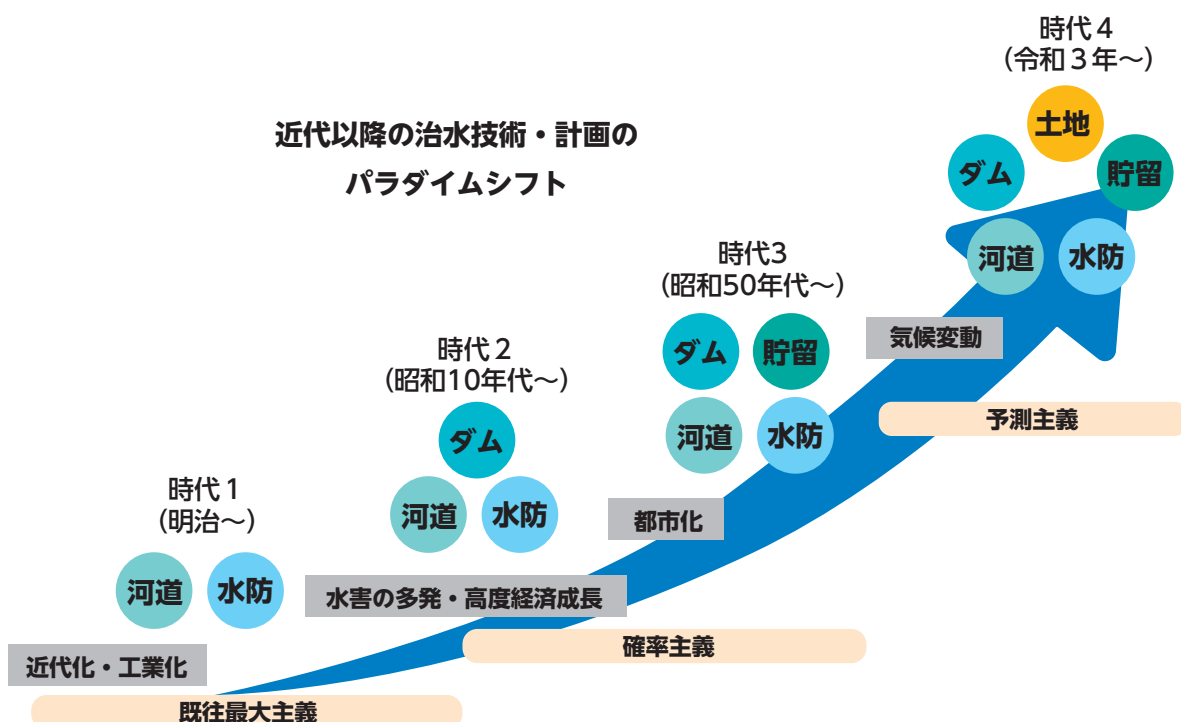 近代以降の治水技術・計画の
パラダイムシフト
時代1
（明治～）
河道
水防
近代化・工業化
既往最大主義
時代2
（昭和10年代～）
ダム
河道
水防
水害の多発・高度経済成長
確率主義
時代3
（昭和50年代～）
ダム
貯留
河道
水防
都市化
時代4
（令和3年～）
土地
ダム
貯留
河道
水防
気候変動
予測主義